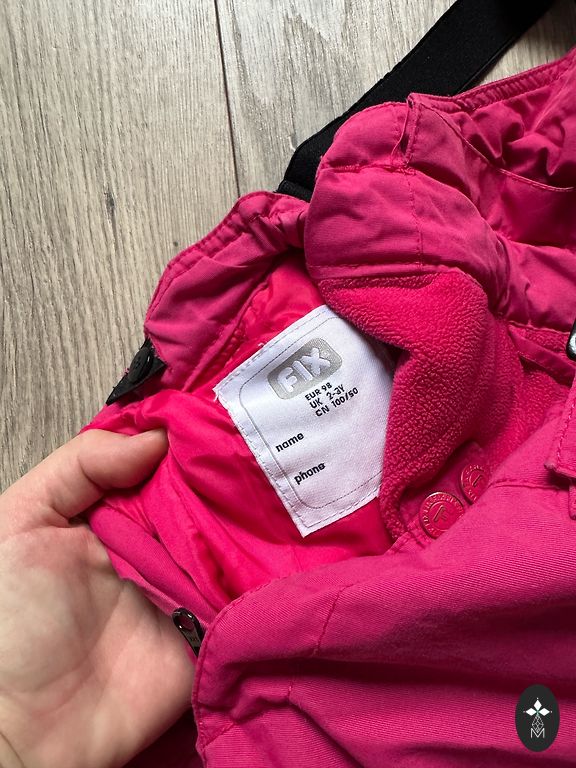 FIX
EUR 98
UK 2-3Y
CN 100/50
name
phone